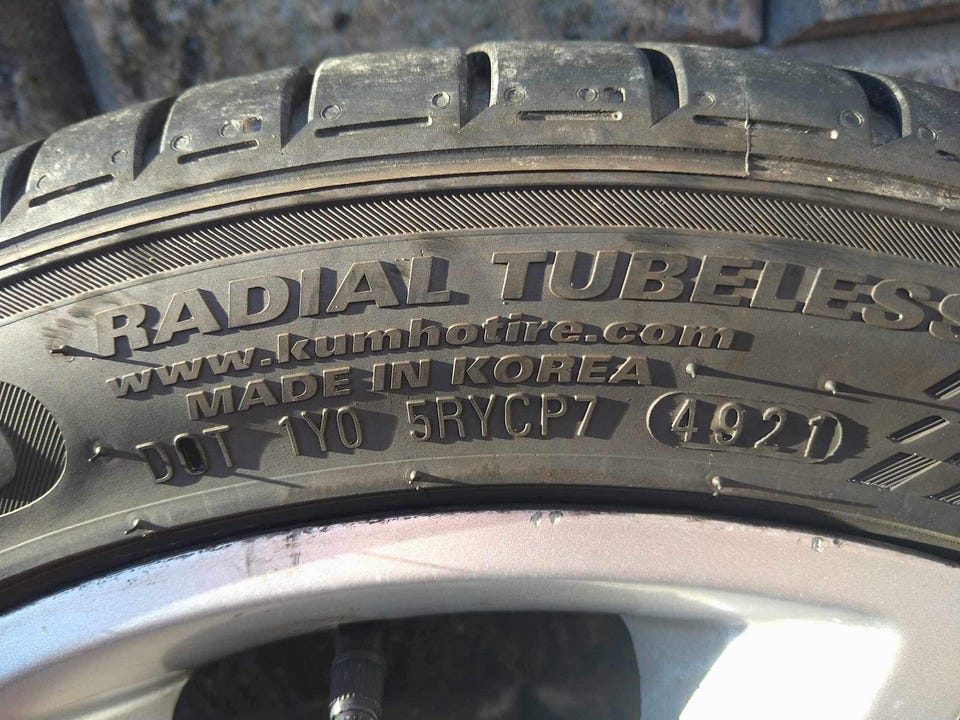 RADIAL TUBELESS
www.kumhotire.com
MADE IN KOREA
DOT 1Y0 5RYCP7 4921